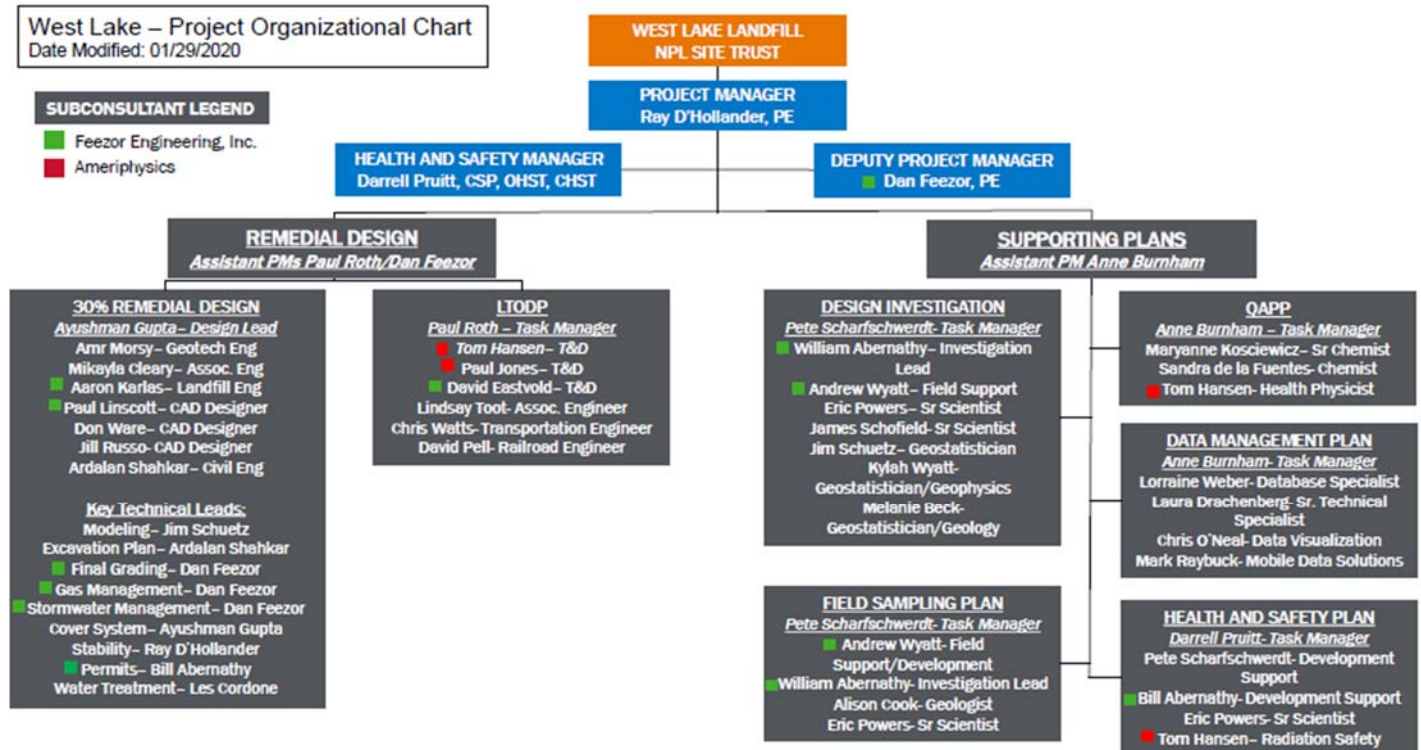 West Lake – Project Organizational Chart
Date Modified: 01/29/2020
WEST LAKE LANDFILL
NPL SITE TRUST
PROJECT MANAGER
Ray D'Hollander, PE
SUBCONSULTANT LEGEND
Feezor Engineering, Inc.
Ameriphysics
HEALTH AND SAFETY MANAGER
Darrell Pruitt, CSP, OHST, CHST
DEPUTY PROJECT MANAGER
Dan Feezor, PE
REMEDIAL DESIGN
Assistant PMs Paul Roth/Dan Feezor
SUPPORTING PLANS
Assistant PM Anne Burnham
30% REMEDIAL DESIGN
Ayushman Gupta– Design Lead
Amr Morsy– Geotech Eng
Mikayla Cleary– Assoc. Eng
Aaron Karlas– Landfill Eng
Paul Linscott– CAD Designer
Don Ware– CAD Designer
Jill Russo– CAD Designer
Ardalan Shahkar– Civil Eng
Key Technical Leads:
Modeling– Jim Schuetz
Excavation Plan– Ardalan Shahkar
Final Grading– Dan Feezor
Gas Management– Dan Feezor
Stormwater Management– Dan Feezor
Cover System– Ayushman Gupta
Stability– Ray D'Hollander
Permits– Bill Abernathy
Water Treatment– Les Cordone
LTODP
Paul Roth – Task Manager
Tom Hansen– T&D
Paul Jones– T&D
David Eastvold– T&D
Lindsay Toot- Assoc. Engineer
Chris Watts– Transportation Engineer
David Pell– Railroad Engineer
DESIGN INVESTIGATION
Pete Scharfschwerdt- Task Manager
William Abernathy– Investigation
Lead
Andrew Wyatt– Field Support
Eric Powers– Sr Scientist
James Schofield– Sr Scientist
Jim Schuetz– Geostatistician
Kylah Wyatt-
Geostatistician/Geophysics
Melanie Beck-
Geostatistician/Geology
FIELD SAMPLING PLAN
Pete Scharfschwerdt- Task Manager
Andrew Wyatt– Field
Support/Development
William Abernathy- Investigation Lead
Alison Cook- Geologist
Eric Powers– Sr Scientist
QAPP
Anne Burnham – Task Manager
Maryanne Kosciewicz– Sr Chemist
Sandra de la Fuentes– Chemist
Tom Hansen- Health Physicist
DATA MANAGEMENT PLAN
Anne Burnham- Task Manager
Lorraine Weber- Database Specialist
Laura Drachenberg- Sr. Technical
Specialist
Chris O'Neal- Data Visualization
Mark Raybuck- Mobile Data Solutions
HEALTH AND SAFETY PLAN
Darrell Pruitt- Task Manager
Pete Scharfschwerdt- Development
Support
Bill Abernathy- Development Support
Eric Powers- Sr Scientist
Tom Hansen – Radiation Safety